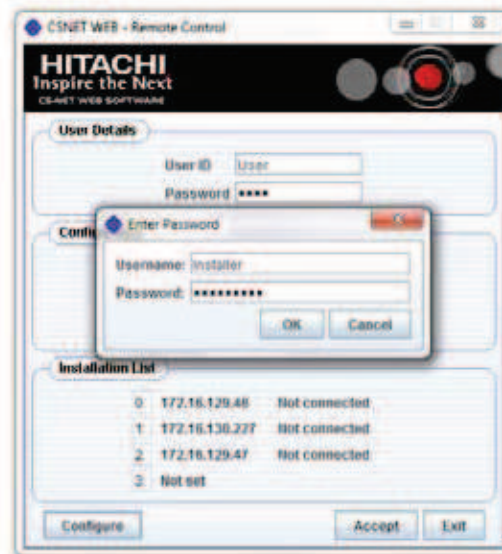 CSNET WEB - Remote Control
HITACHI
Inspire the Next
CS-NET WEB SOFTWARE
User Details
User ID User
Password ••••
Enter Password
Username: Installer
Password: •••••••••
OK Cancel
Installation List
0 172.16.129.48 Not connected
1 172.16.130.227 Not connected
2 172.16.129.47 Not connected
3 Not set
Configure Accept Exit